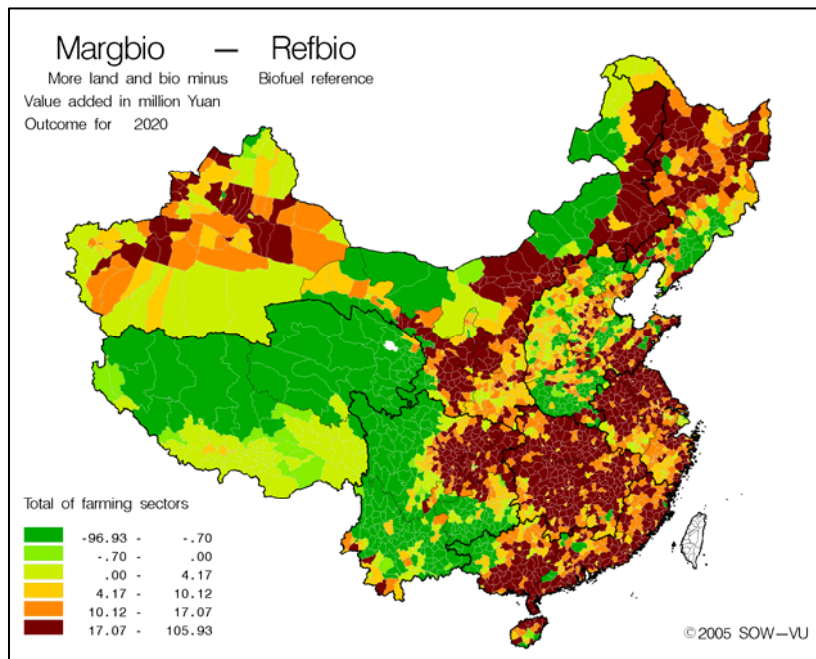 Margbio — Refbio
More land and bio minus Biofuel reference
Value added in million Yuan
Outcome for 2020
Total of farming sectors
-96.93 - -.70
-.70 - .00
.00 - 4.17
4.17 - 10.12
10.12 - 17.07
17.07 - 105.93
©2005 SOW-VU